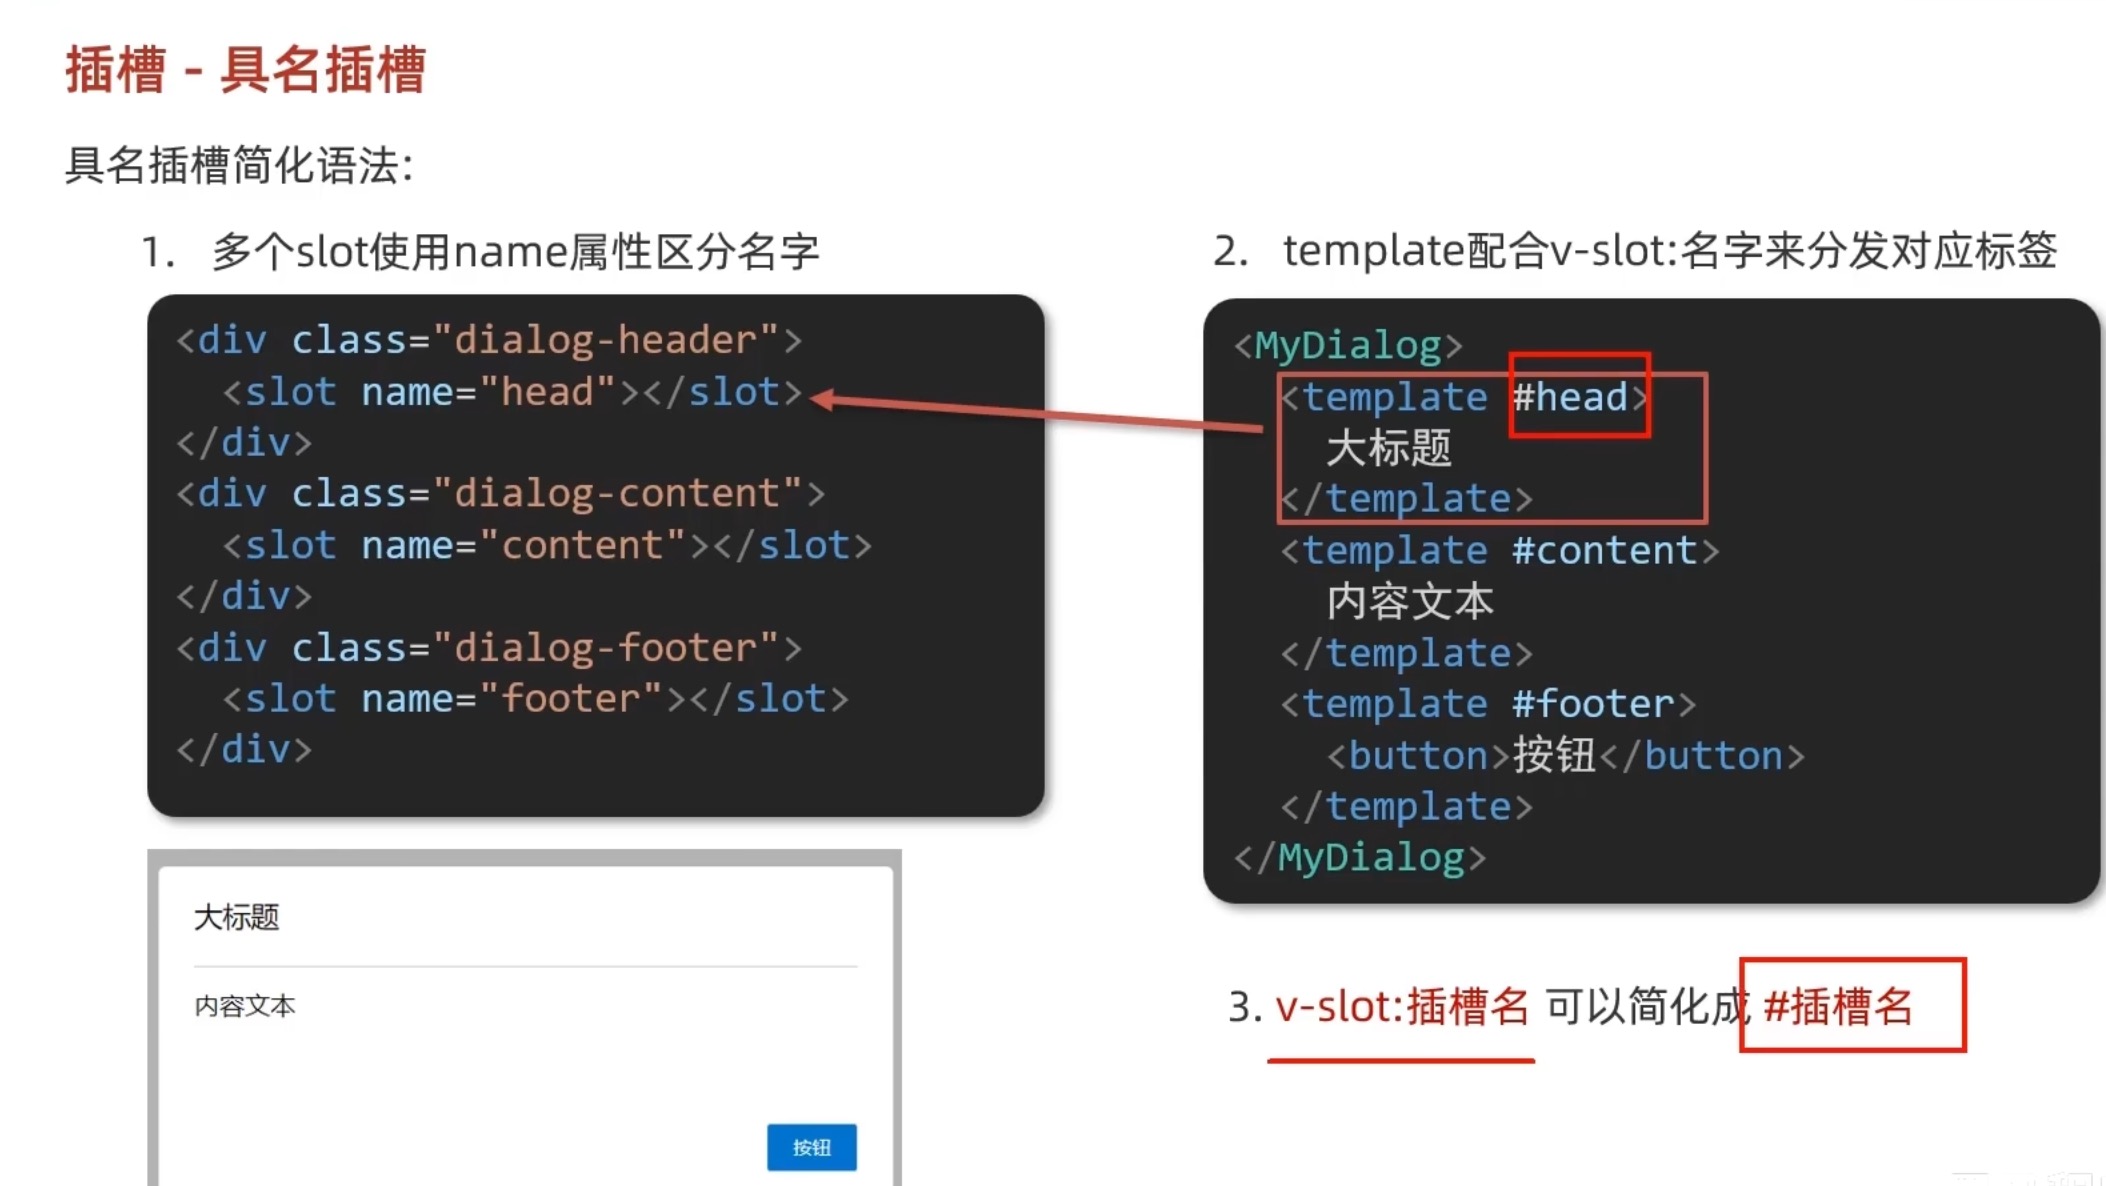 插槽 - 具名插槽
具名插槽简化语法：
1. 多个slot使用name属性区分名字
<div class="dialog-header">
<slot name="head"></slot>
</div>
<div class="dialog-content">
<slot name="content"></slot>
</div>
<div class="dialog-footer">
<slot name="footer"></slot>
</div>
大标题
内容文本
按钮
2. template配合v-slot:名字来分发对应标签
<MyDialog>
<template #head>
大标题
</template>
<template #content>
内容文本
</template>
<template #footer>
<button>按钮</button>
</template>
</MyDialog>
3. v-slot:插槽名 可以简化成 #插槽名